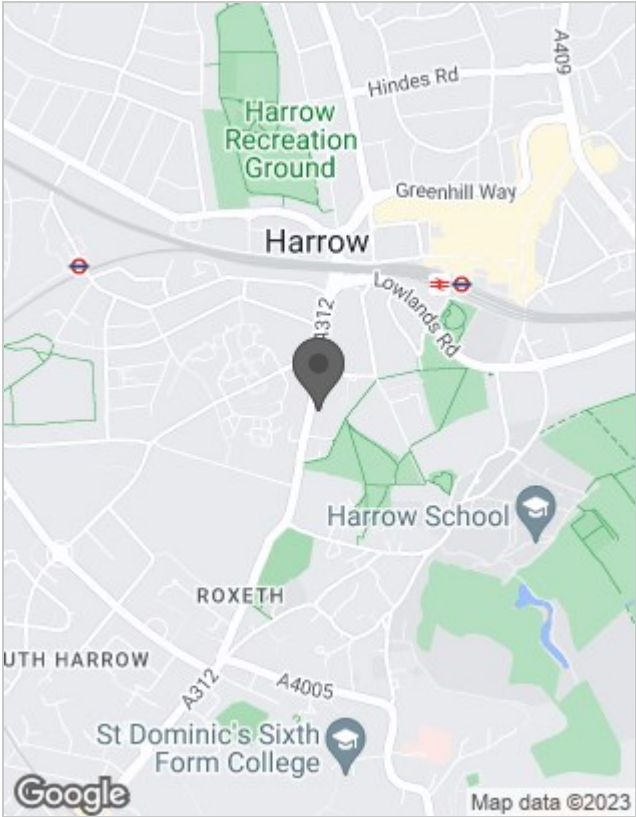 A409
Hindes Rd
Harrow
Recreation
Ground
Greenhill Way
Harrow
Lowlands Rd
A312
Harrow School
ROXETH
UTH HARROW
A312
A4005
St Dominic's Sixth
Form College
Google
Map data ©2023